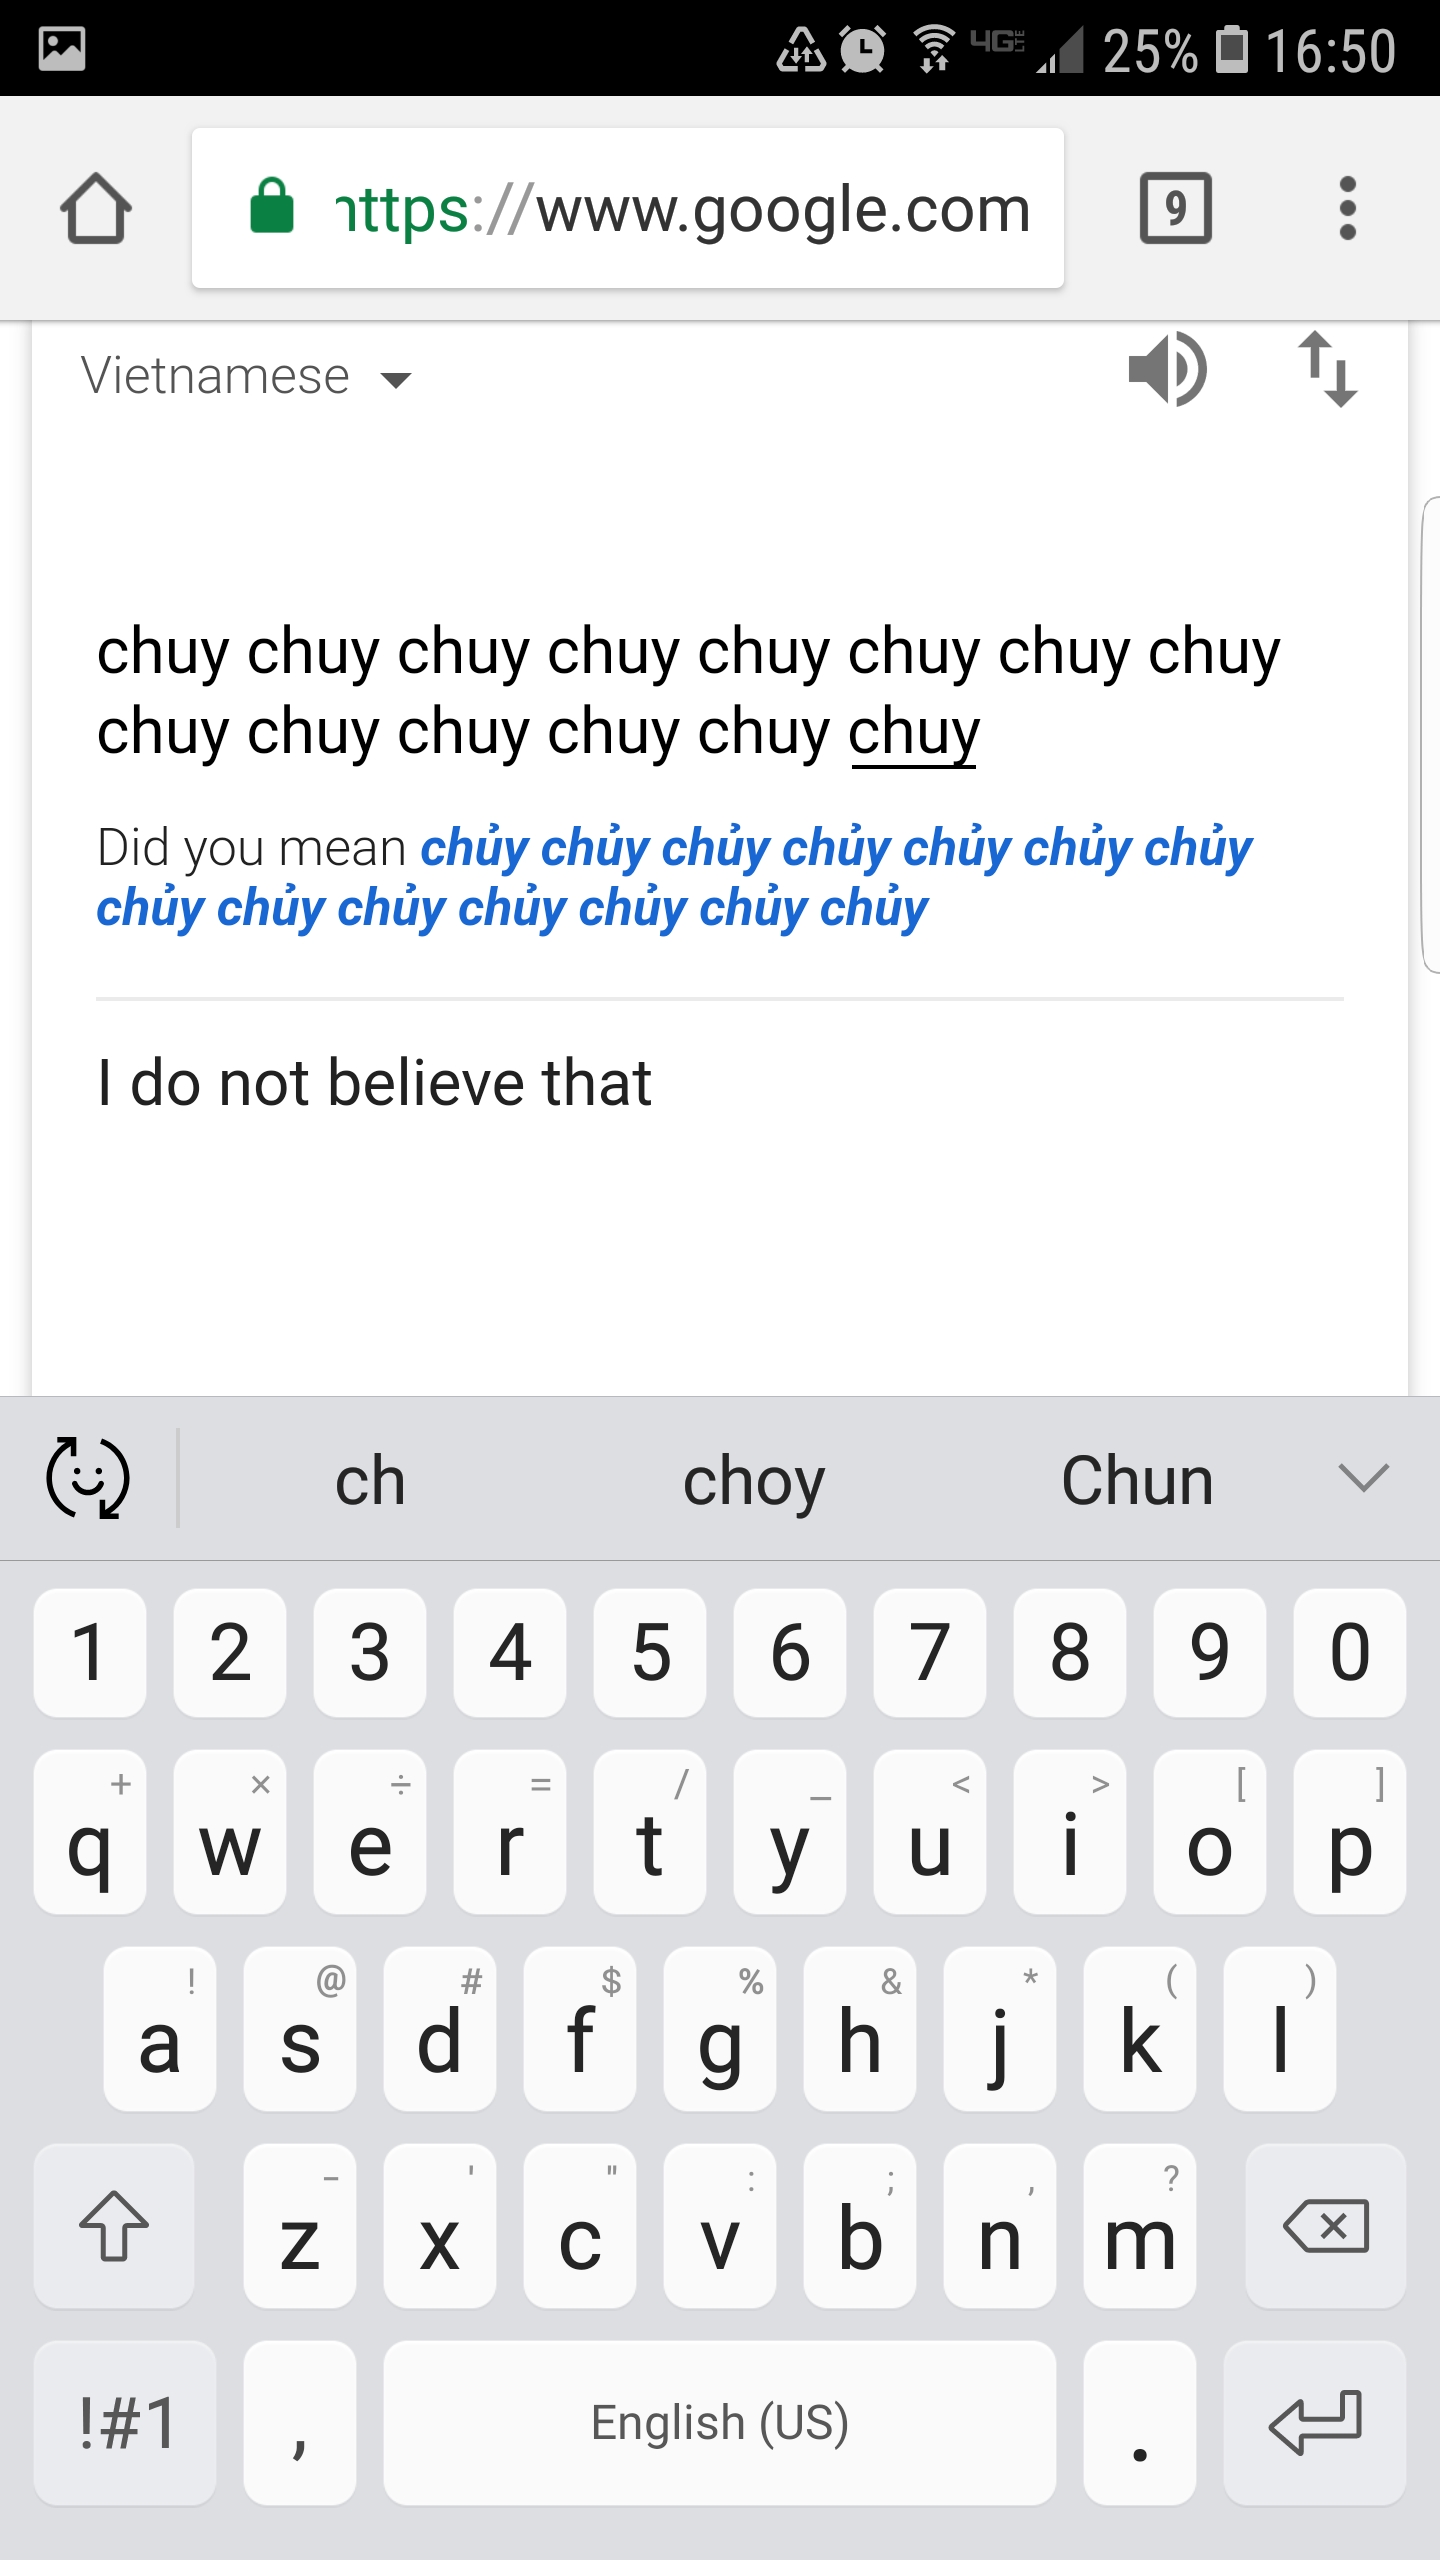 4G LTE 25% 16:50
https://www.google.com 9
Vietnamese
chuy chuy chuy chuy chuy chuy chuy chuy
chuy chuy chuy chuy chuy chuy
Did you mean chủy chủy chủy chủy chủy chủy chủy
chủy chủy chủy chủy chủy chủy chủy
I do not believe that
ch choy Chun
1 2 3 4 5 6 7 8 9 0
+ × ÷ = / _ < > [ ]
q w e r t y u i o p
! @ # $ % & * ( )
a s d f g h j k l
- ' " : ; , ?
z x c v b n m
!#1 , English (US) .